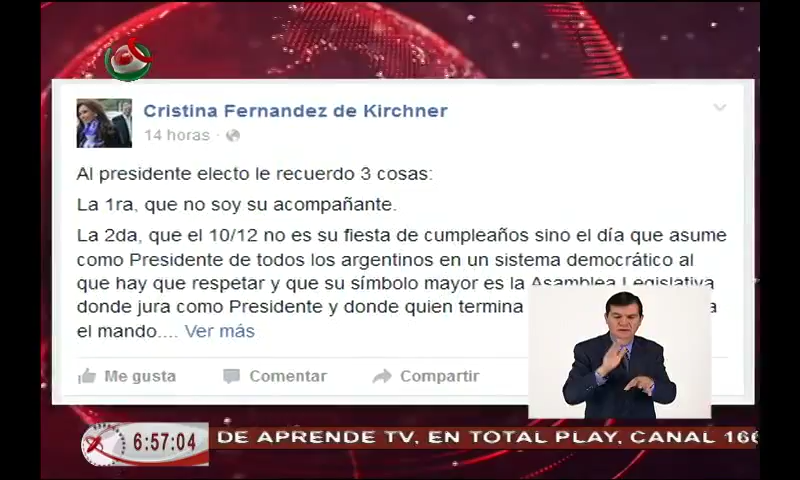 Cristina Fernandez de Kirchner
14 horas ·
Al presidente electo le recuerdo 3 cosas:
La 1ra, que no soy su acompañante.
La 2da, que el 10/12 no es su fiesta de cumpleaños sino el día que asume
como Presidente de todos los argentinos en un sistema democrático al
que hay que respetar y que su símbolo mayor es la Asamblea Legislativa
donde jura como Presidente y donde quien termina
el mando.... Ver más
Me gusta Comentar Compartir
6:57:04 DE APRENDE TV, EN TOTAL PLAY, CANAL 166